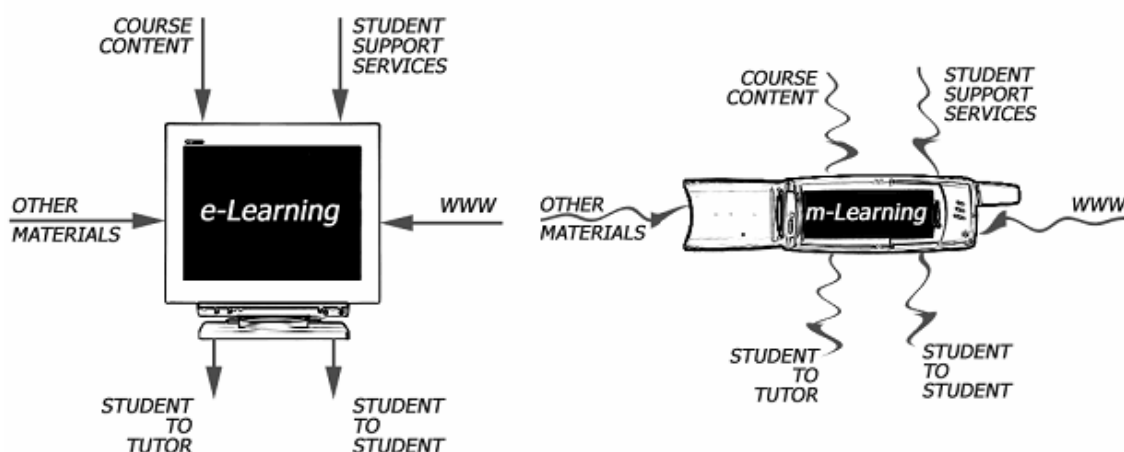 COURSE
CONTENT
STUDENT
SUPPORT
SERVICES
OTHER
MATERIALS
e-Learning
WWW
STUDENT
TO
TUTOR
STUDENT
TO
STUDENT
COURSE
CONTENT
STUDENT
SUPPORT
SERVICES
OTHER
MATERIALS
m-Learning
WWW
STUDENT
TO
TUTOR
STUDENT
TO
STUDENT